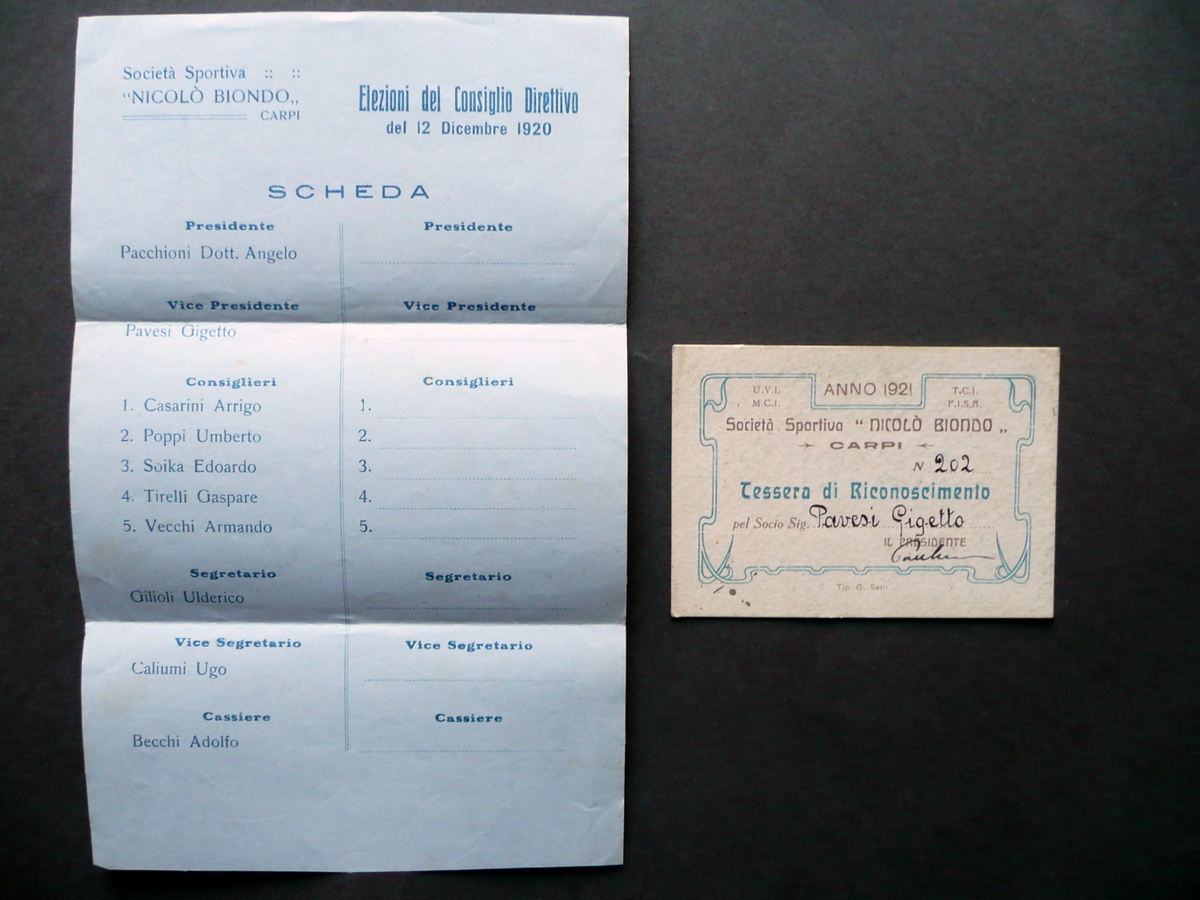 Società Sportiva :: ::
“NICOLÒ BIONDO„
CARPI
Elezioni del Consiglio Direttivo
del 12 Dicembre 1920
SCHEDA
Presidente
Pacchioni Dott. Angelo
Vice Presidente
Pavesi Gigetto
Consiglieri
1. Casarini Arrigo
2. Poppi Umberto
3. Soika Edoardo
4. Tirelli Gaspare
5. Vecchi Armando
Segretario
Gilioli Ulderico
Vice Segretario
Caliumi Ugo
Cassiere
Becchi Adolfo
Presidente
Vice Presidente
Consiglieri
1.
2.
3.
4.
5.
Segretario
Vice Segretario
Cassiere
U.V.I.
M.C.I.
ANNO 1921
T.C.I.
F.I.S.A.
Società Sportiva “ NICOLÒ BIONDO „
CARPI
N. 202
Tessera di Riconoscimento
pel Socio Sig. Pavesi Gigetto
IL PRESIDENTE
Tip. G. Setti